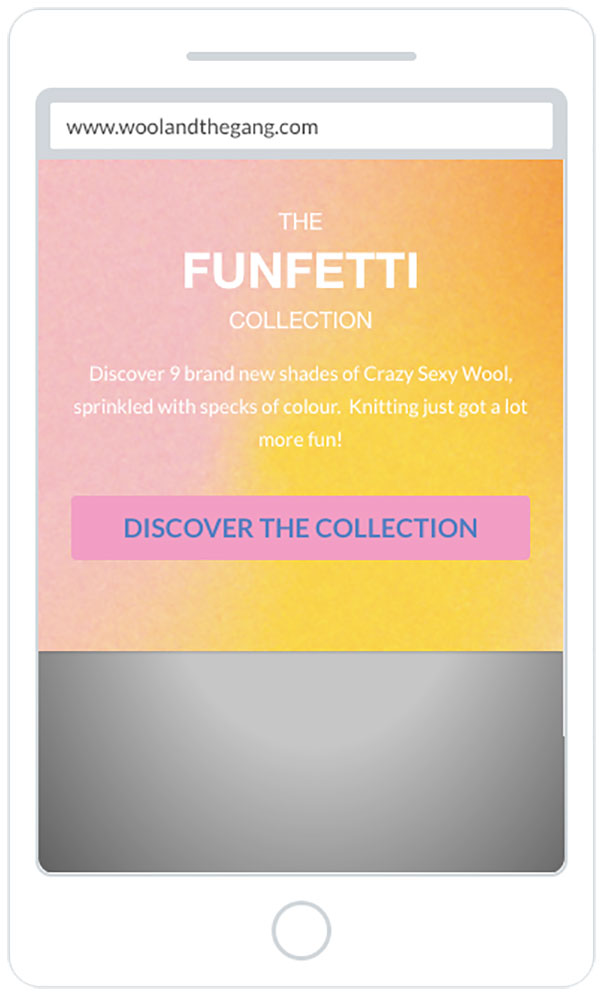 www.woolandthegang.com
THE
FUNFETTI
COLLECTION
Discover 9 brand new shades of Crazy Sexy Wool,
sprinkled with specks of colour.  Knitting just got a lot
more fun!
DISCOVER THE COLLECTION